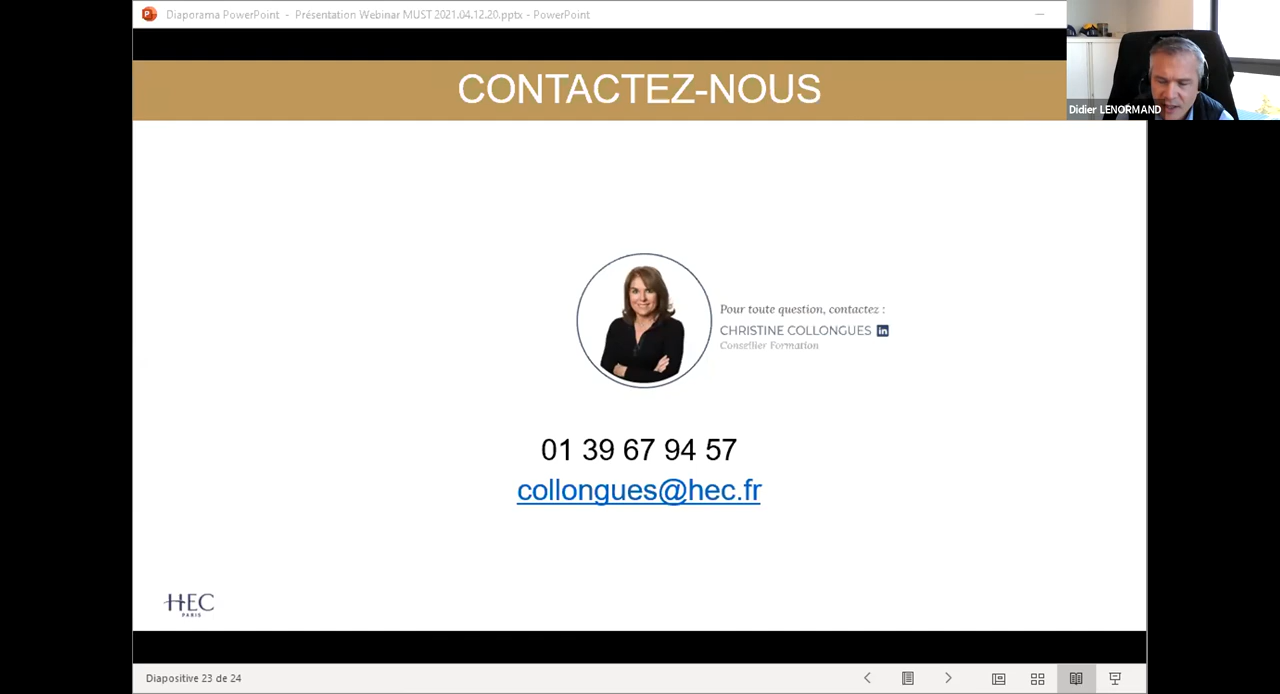 Diaporama PowerPoint - Présentation Webinar MUST 2021.04.12.20.pptx - PowerPoint
Didier LENORMAND
CONTACTEZ-NOUS
Pour toute question, contactez :
CHRISTINE COLLONGUES in
Conseiller Formation
01 39 67 94 57
collongues@hec.fr
HEC
PARIS
Diapositive 23 de 24